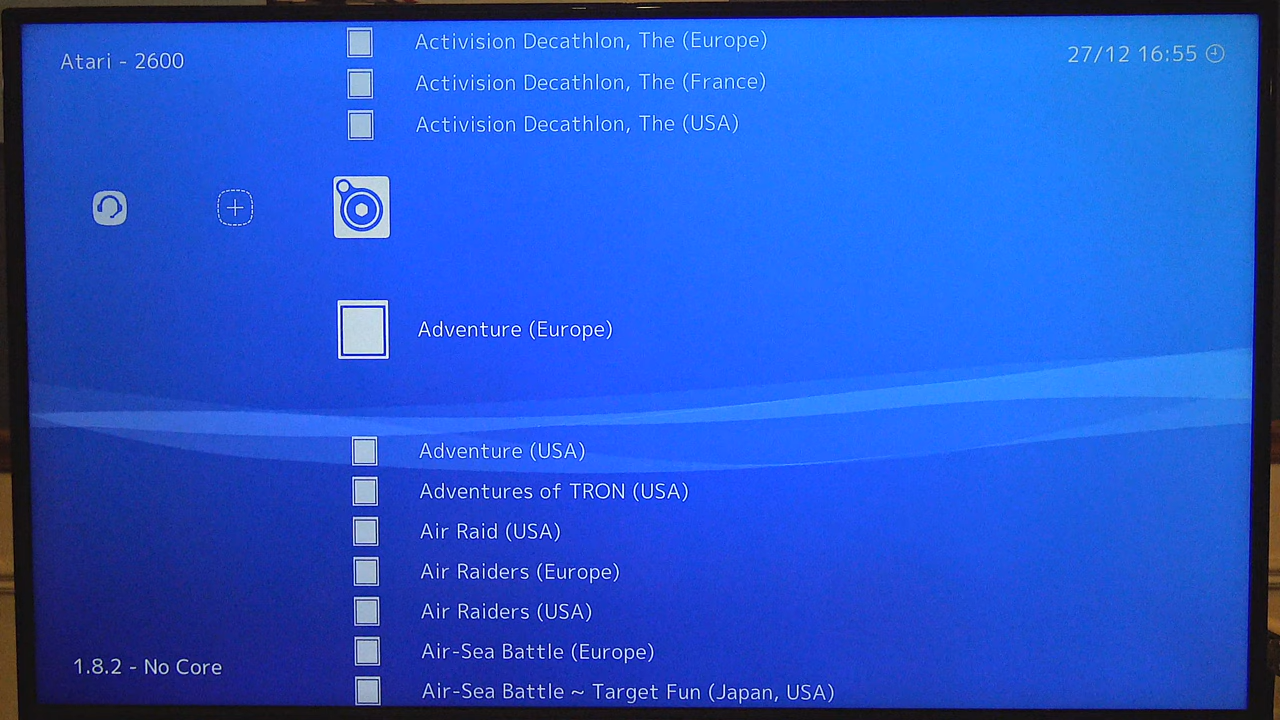 Activision Decathlon, The (Europe)
Atari - 2600
27/12 16:55
Activision Decathlon, The (France)
Activision Decathlon, The (USA)
Adventure (Europe)
Adventure (USA)
Adventures of TRON (USA)
Air Raid (USA)
Air Raiders (Europe)
Air Raiders (USA)
Air-Sea Battle (Europe)
1.8.2 - No Core
Air-Sea Battle ~ Target Fun (Japan, USA)